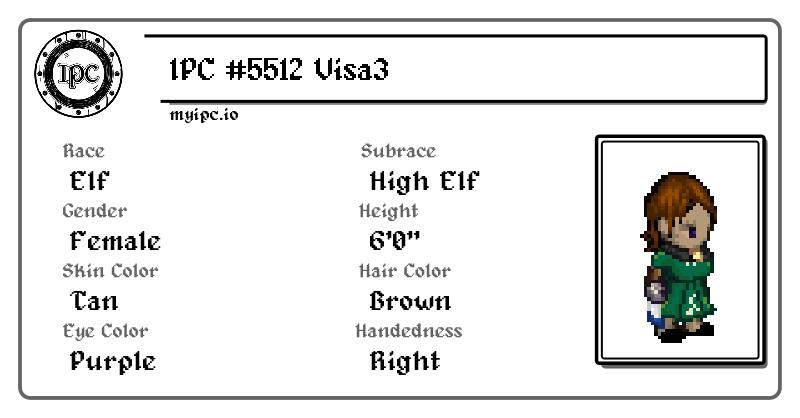 IPC
IPC #5512 Visa3
myipc.io
Race
Subrace
Elf
High Elf
Gender
Height
Female
6'0"
Skin Color
Hair Color
Tan
Brown
Eye Color
Handedness
Purple
Right